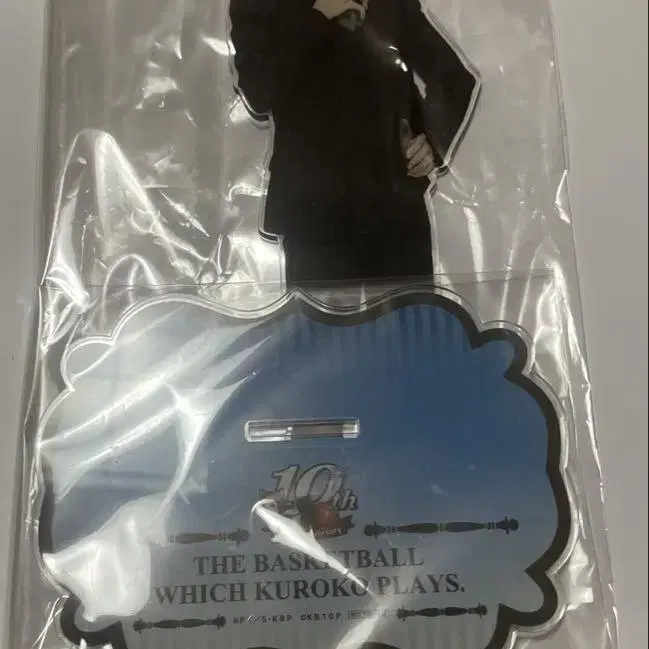 10th
THE BASKETBALL
WHICH KUROKO PLAYS.